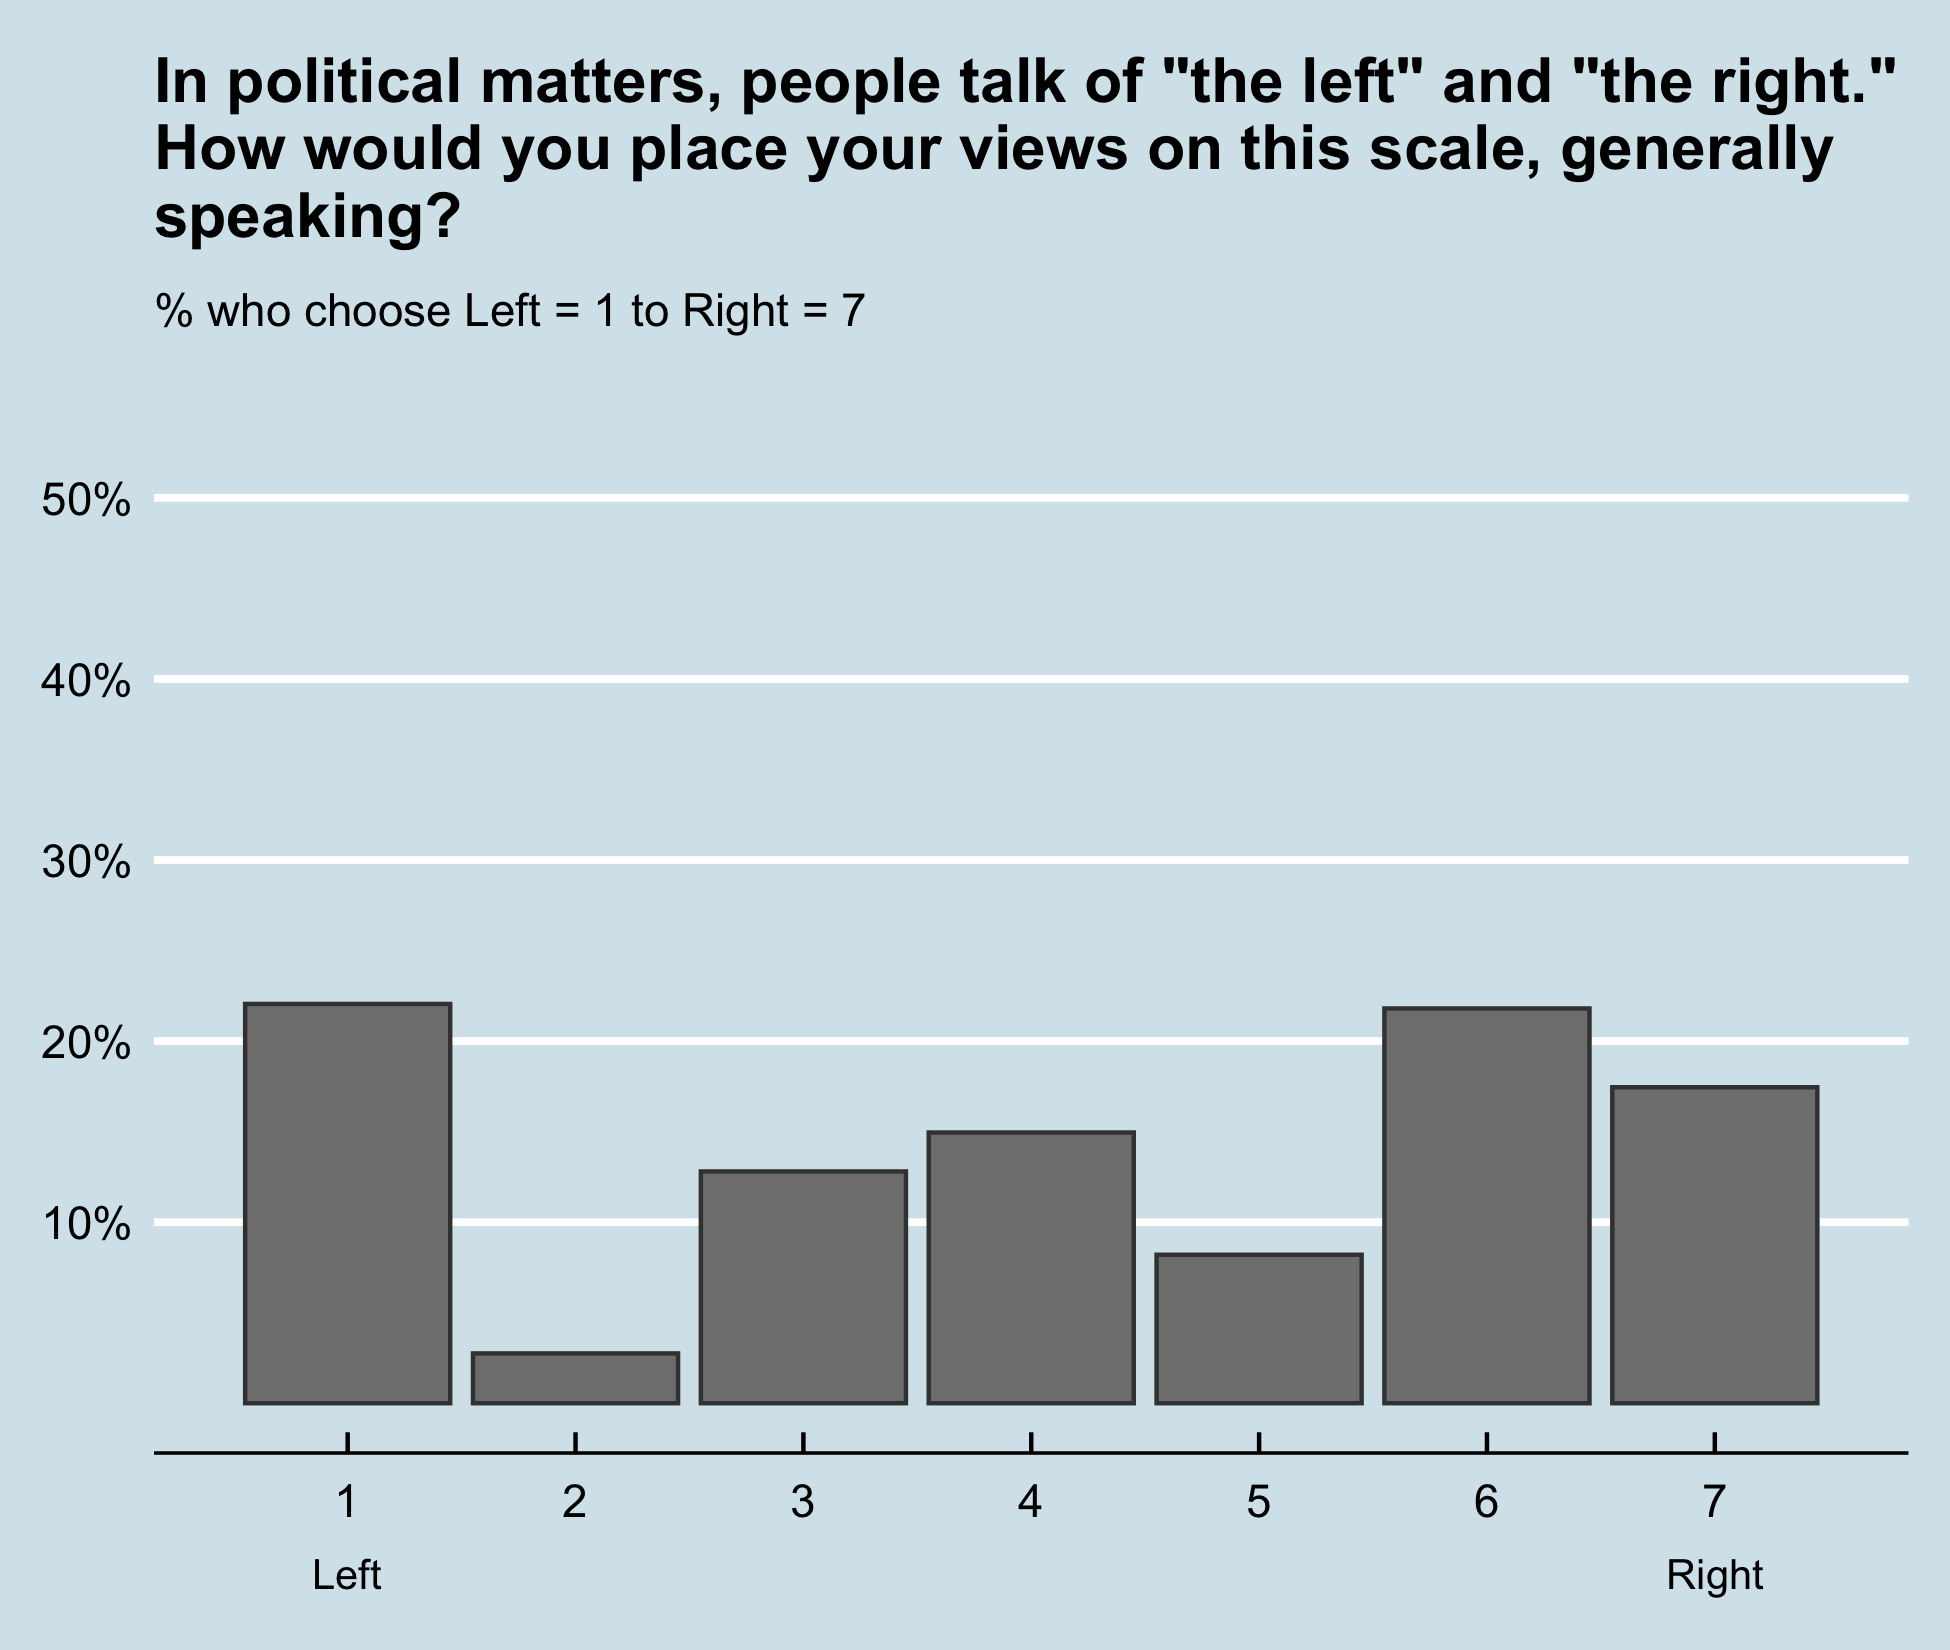 In political matters, people talk of "the left" and "the right."
How would you place your views on this scale, generally
speaking?
% who choose Left = 1 to Right = 7
50%
40%
30%
20%
10%
1 2 3 4 5 6 7
Left Right